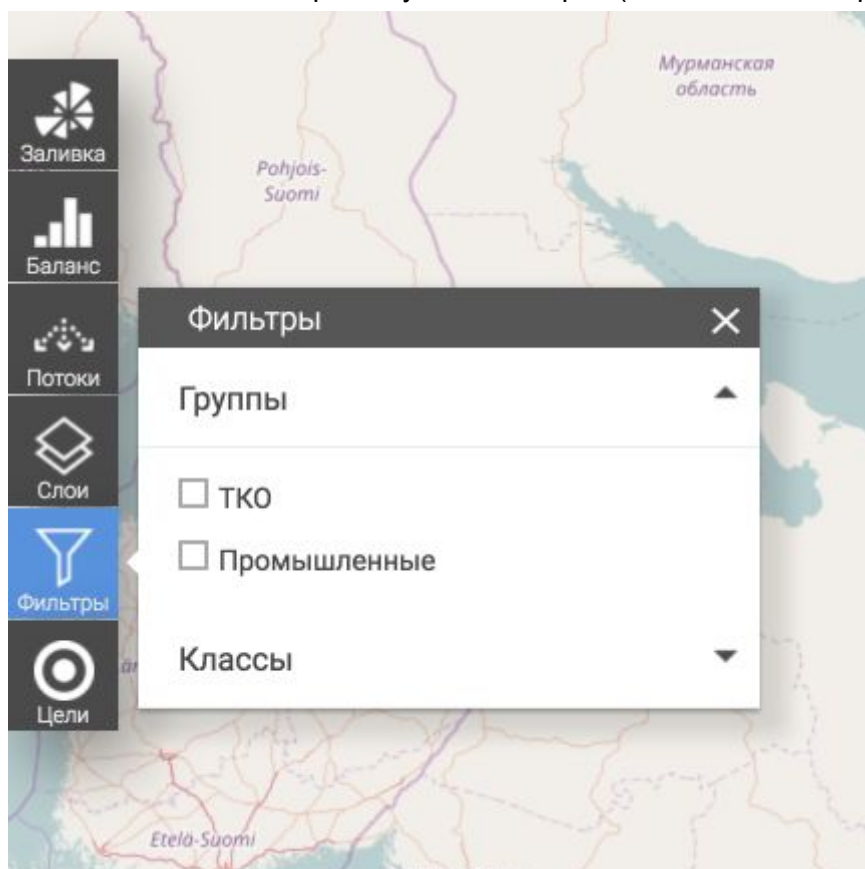 Мурманская
область
Pohjois-
Suomi
Заливка
Баланс
Потоки
Слои
Фильтры
Цели
Фильтры
Группы
ТКО
Промышленные
Классы
Etelä-Suomi